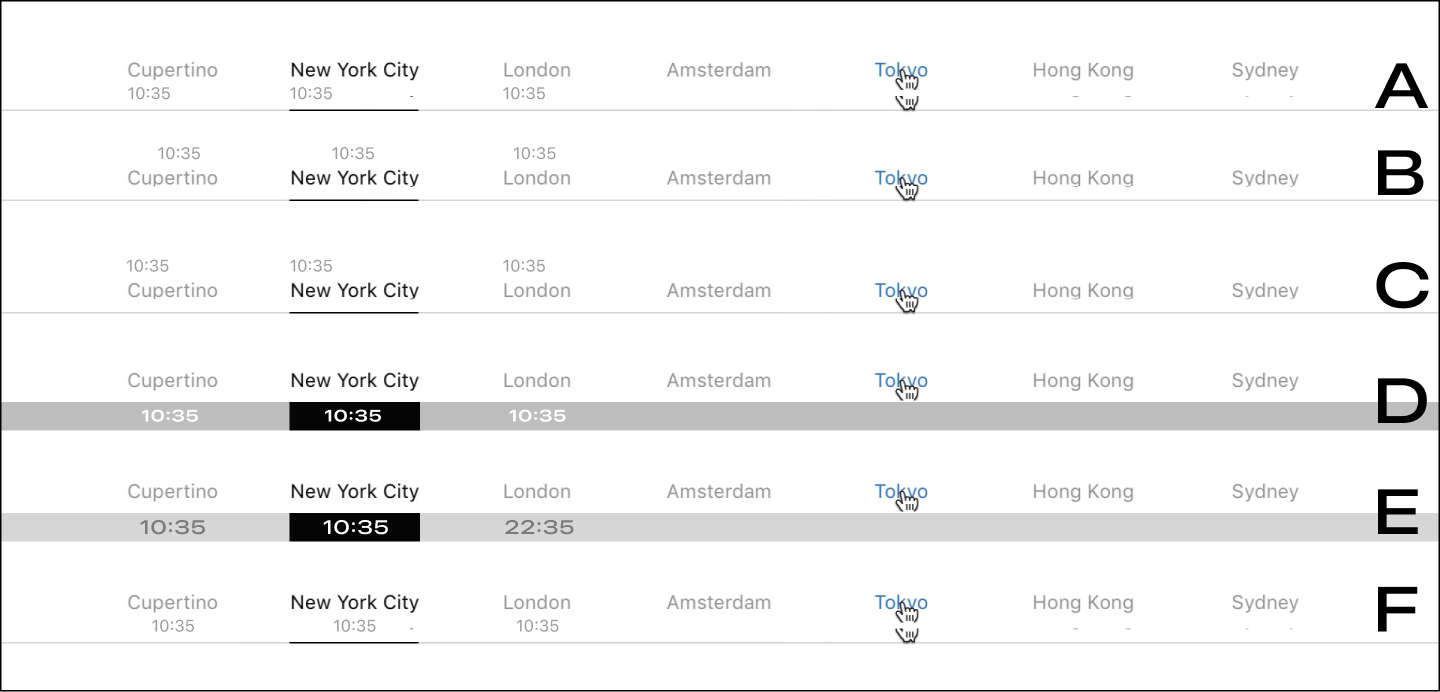 Cupertino New York City London Amsterdam Tokyo Hong Kong Sydney A
10:35 10:35 10:35
10:35 10:35 10:35
Cupertino New York City London Amsterdam Tokyo Hong Kong Sydney B
10:35 10:35 10:35
Cupertino New York City London Amsterdam Tokyo Hong Kong Sydney C
Cupertino New York City London Amsterdam Tokyo Hong Kong Sydney D
10:35 10:35 10:35
Cupertino New York City London Amsterdam Tokyo Hong Kong Sydney E
10:35 10:35 22:35
Cupertino New York City London Amsterdam Tokyo Hong Kong Sydney F
10:35 10:35 10:35